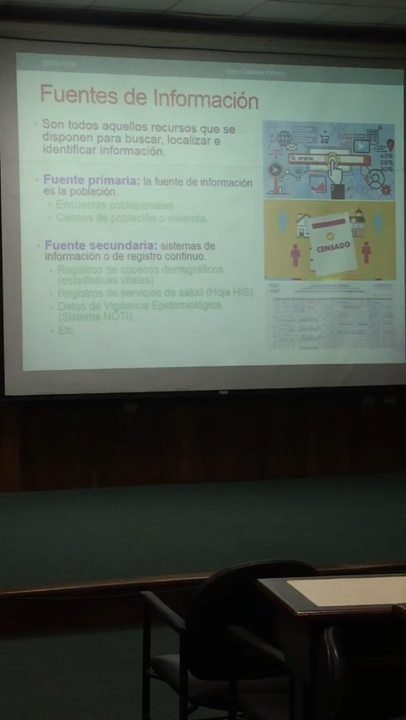 Fuentes de Información
Son todos aquellos recursos que se
disponen para buscar, localizar e
identificar información.
Fuente primaria: la fuente de información
es la población.
Encuestas poblacionales.
Censos de población o vivienda.
Fuente secundaria: sistemas de
información o de registro continuo.
Registros de sucesos demográficos
(estadísticas vitales)
Registros de servicios de salud (Hoja HIS)
Datos de Vigilancia Epidemiológica
(Sistema NOTI)
Etc.
www
43%
CENSADO